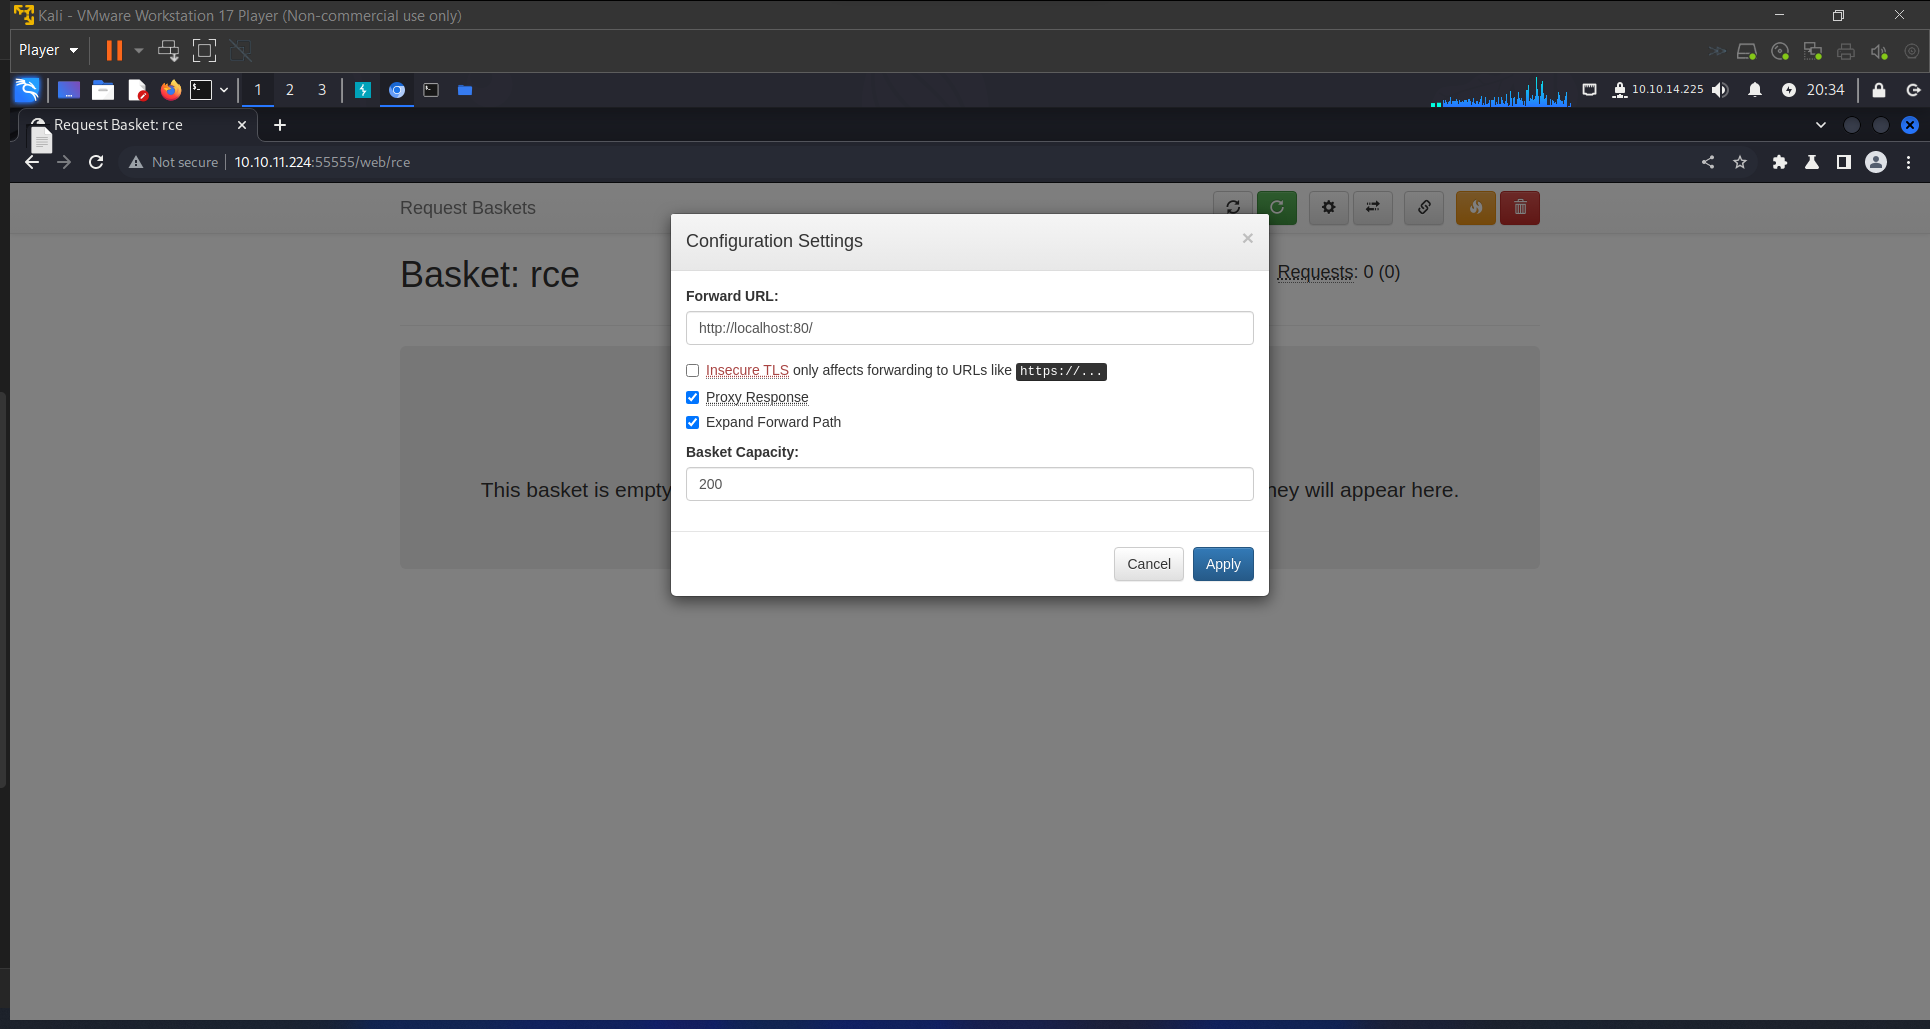 Kali - VMware Workstation 17 Player (Non-commercial use only)
Player
1 2 3
10.10.14.225
20:34
Request Basket: rce
Not secure
10.10.11.224:55555/web/rce
Request Baskets
Configuration Settings
×
Basket: rce
Requests: 0 (0)
Forward URL:
http://localhost:80/
Insecure TLS only affects forwarding to URLs like https://...
Proxy Response
Expand Forward Path
Basket Capacity:
200
This basket is empty
hey will appear here.
Cancel
Apply